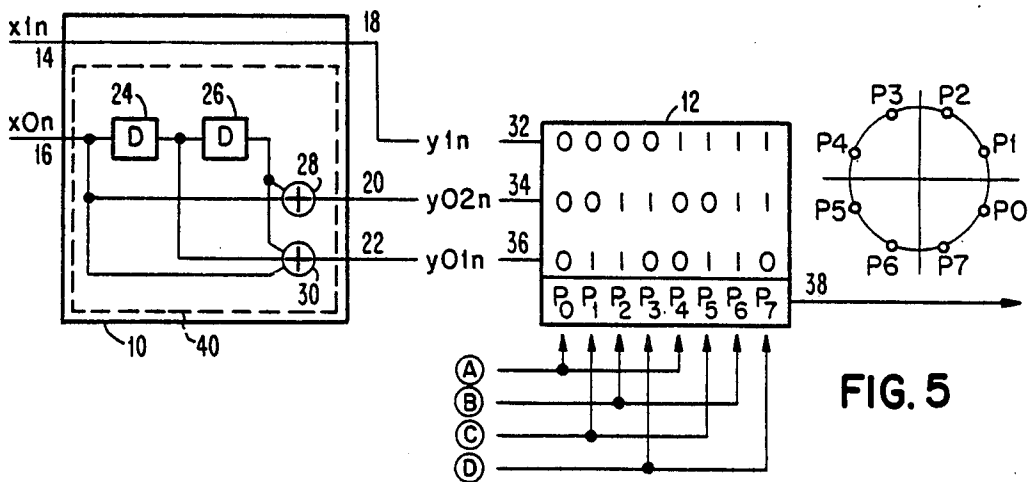 x1n
14
18
x0n
16
24
D
26
D
28
20
22
30
10
40
y1n
32
y02n
34
y01n
36
12
0 0 0 0 1 1 1 1
0 0 1 1 0 0 1 1
0 1 1 0 0 1 1 0
P0 P1 P2 P3 P4 P5 P6 P7
38
P3 P2
P4 P1
P5 P0
P6 P7
A
B
C
D
FIG. 5